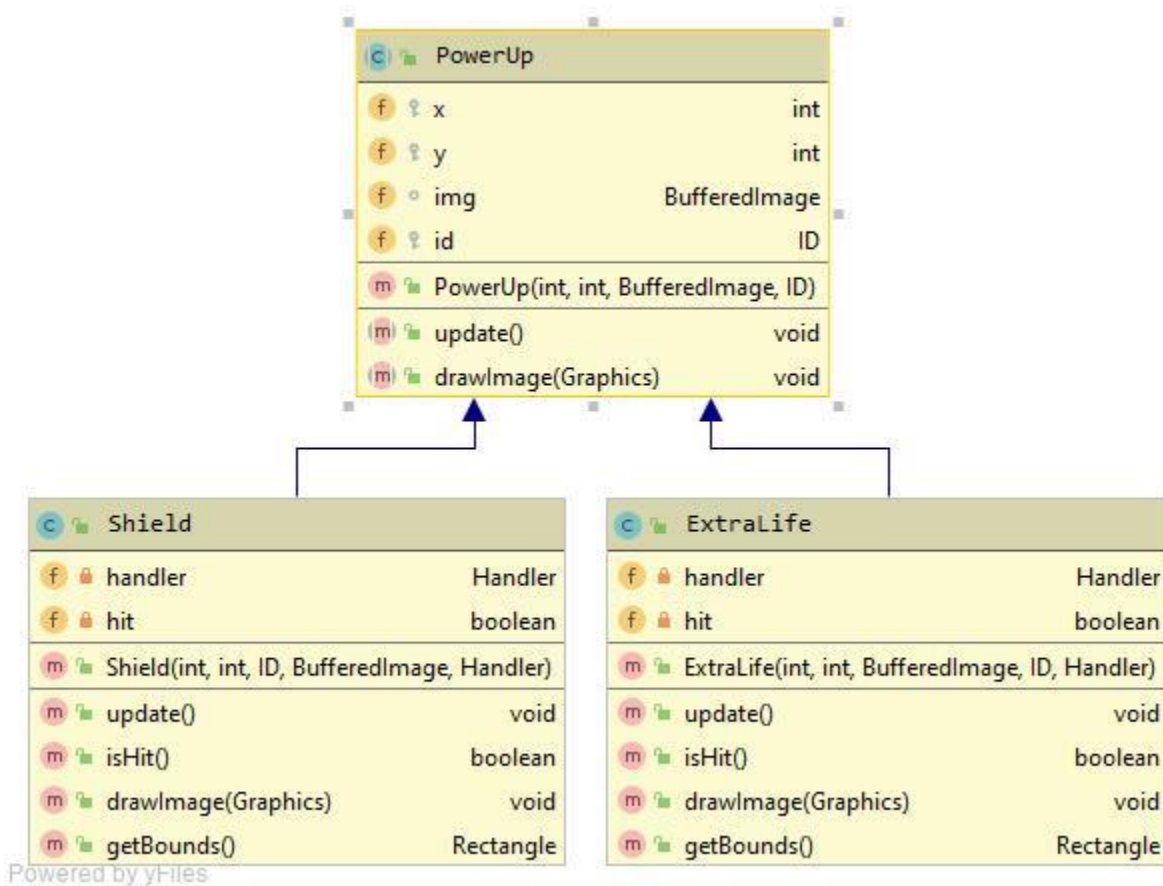 PowerUp
x int
y int
img BufferedImage
id ID
PowerUp(int, int, BufferedImage, ID)
update() void
drawImage(Graphics) void
Shield
handler Handler
hit boolean
Shield(int, int, ID, BufferedImage, Handler)
update() void
isHit() boolean
drawImage(Graphics) void
getBounds() Rectangle
ExtraLife
handler Handler
hit boolean
ExtraLife(int, int, BufferedImage, ID, Handler)
update() void
isHit() boolean
drawImage(Graphics) void
getBounds() Rectangle
Powered by yFiles